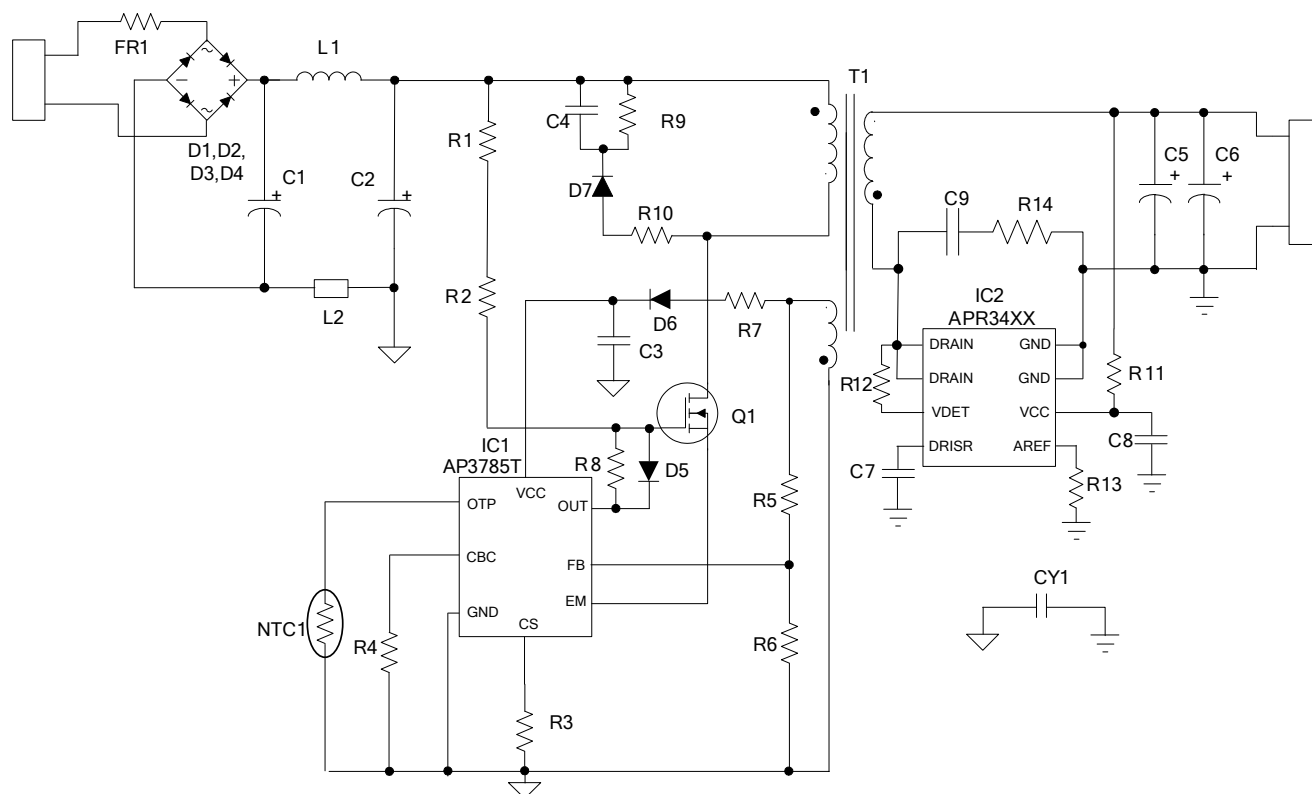 FR1
L1
T1
~
− +
~
D1,D2,
D3,D4
C1
C2
R1
C4
R9
D7
R10
C5
+
C6
+
+
+
C9
R14
L2
R2
D6
R7
C3
IC2
APR34XX
DRAIN
GND
DRAIN
GND
VDET
VCC
DRISR
AREF
R12
R11
C7
C8
R13
Q1
IC1
AP3785T
R8
D5
VCC
OTP
OUT
CBC
FB
GND
EM
CS
R5
NTC1
R4
R6
R3
CY1